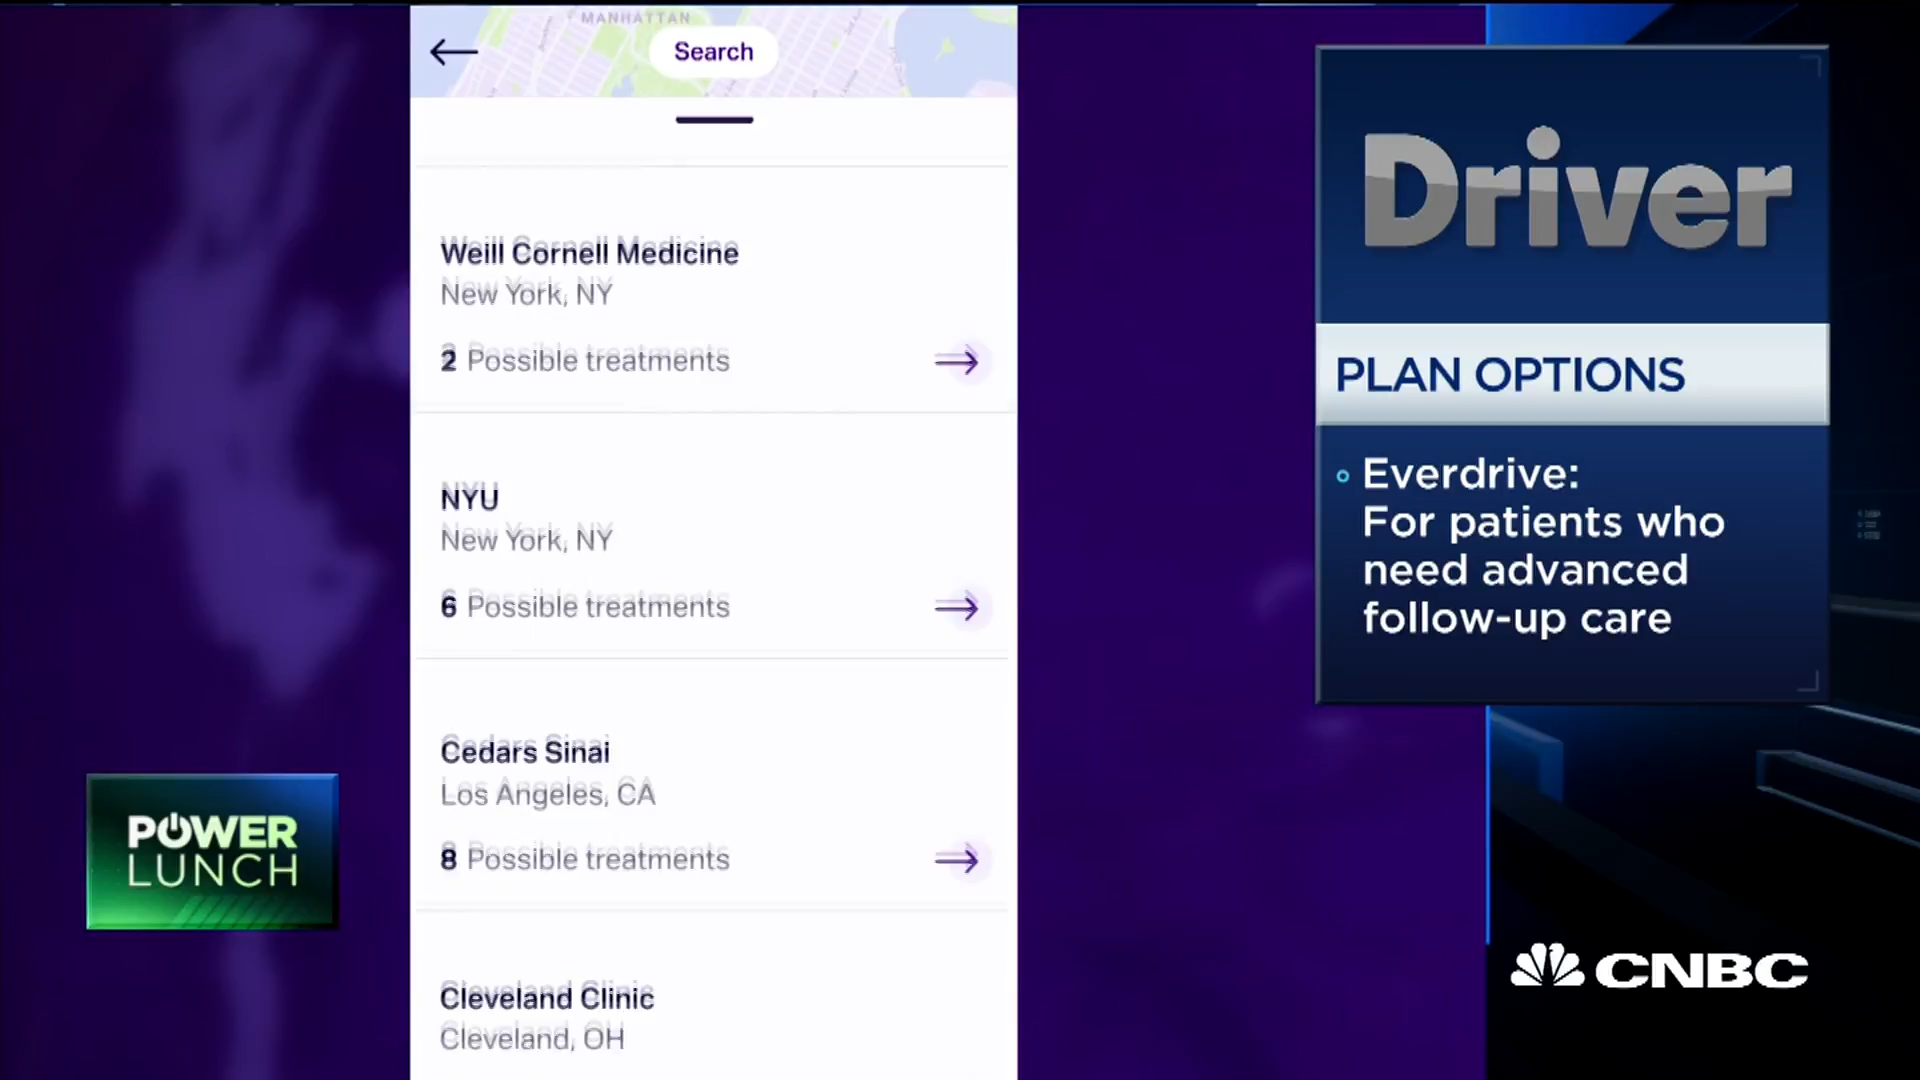 MANHATTAN
Search
Weill Cornell Medicine
New York, NY
2 Possible treatments
NYU
New York, NY
6 Possible treatments
Cedars Sinai
Los Angeles, CA
8 Possible treatments
Cleveland Clinic
Cleveland, OH
Driver
PLAN OPTIONS
Everdrive:
For patients who
need advanced
follow-up care
POWER
LUNCH
CNBC